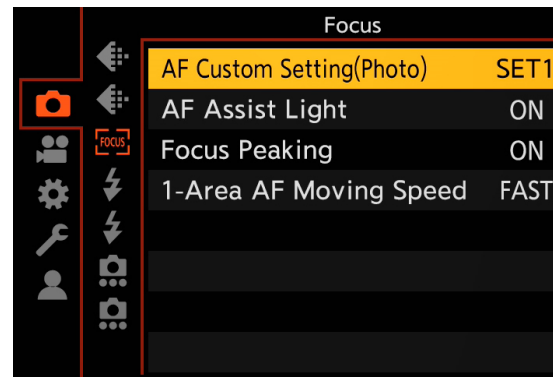 Focus
FOCUS
AF Custom Setting(Photo) SET1
AF Assist Light ON
Focus Peaking ON
1-Area AF Moving Speed FAST